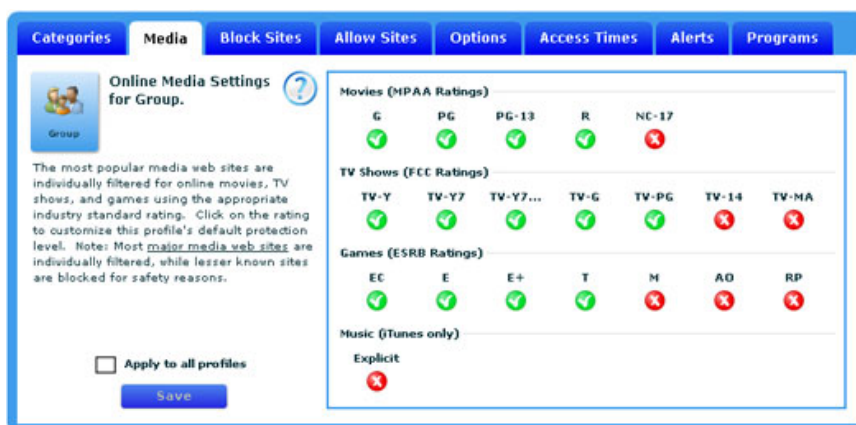 Categories Media Block Sites Allow Sites Options Access Times Alerts Programs
Online Media Settings
for Group.
?
Group
The most popular media web sites are
individually filtered for online movies, TV
shows, and games using the appropriate
industry standard rating. Click on the rating
to customize this profile's default protection
level. Note: Most major media web sites are
individually filtered, while lesser known sites
are blocked for safety reasons.
Apply to all profiles
Save
Movies (MPAA Ratings)
G PG PG-13 R NC-17
TV Shows (FCC Ratings)
TV-Y TV-Y7 TV-Y7... TV-G TV-PG TV-14 TV-MA
Games (ESRB Ratings)
EC E E+ T M AO RP
Music (iTunes only)
Explicit